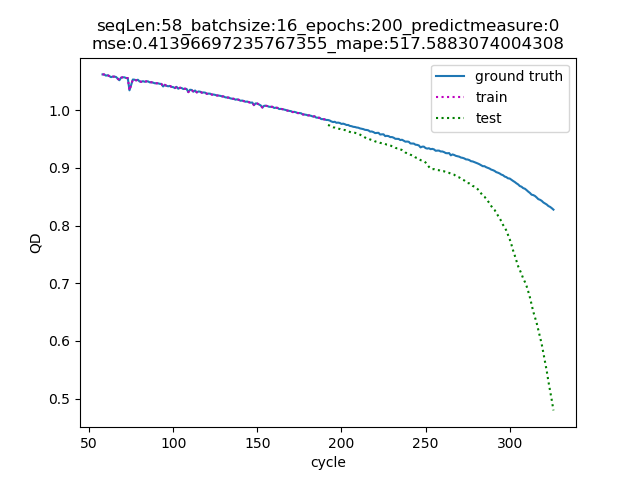 seqLen:58_batchsize:16_epochs:200_predictmeasure:0
mse:0.41396697235767355_mape:517.5883074004308
ground truth
train
test
1.0
0.9
0.8
0.7
0.6
0.5
QD
50
100
150
200
250
300
cycle